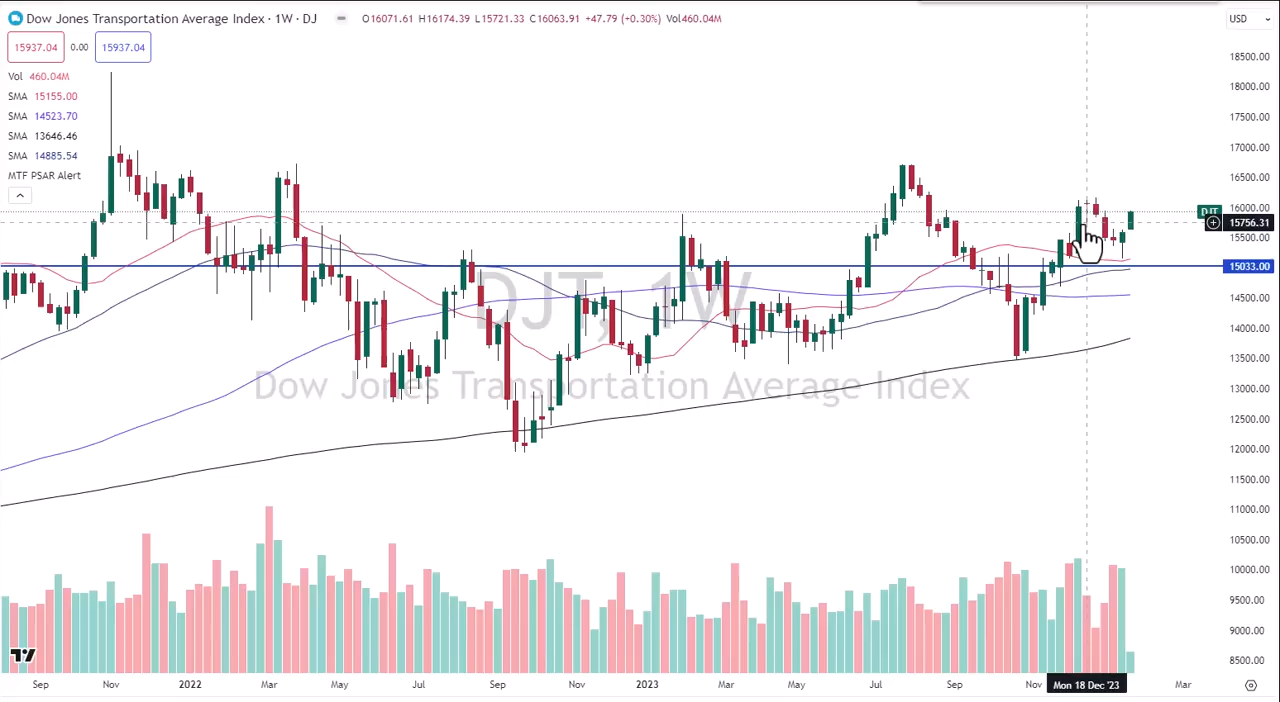 Dow Jones Transportation Average Index · 1W · DJ O16071.61 H16174.39 L15721.33 C16063.91 +47.79 (+0.30%) Vol460.04M USD
15937.04 0.00 15937.04
Vol 460.04M
SMA 15155.00
SMA 14523.70
SMA 13646.46
SMA 14885.54
MTF PSAR Alert
18500.00
18000.00
17500.00
17000.00
16500.00
16000.00
DJT
15756.31
15500.00
15033.00
14500.00
14000.00
13500.00
13000.00
12500.00
12000.00
11500.00
11000.00
10500.00
10000.00
9500.00
9000.00
8500.00
DJT, 1W
Dow Jones Transportation Average Index
Sep Nov 2022 Mar May Jul Sep Nov 2023 Mar May Jul Sep Nov Mon 18 Dec '23 Mar